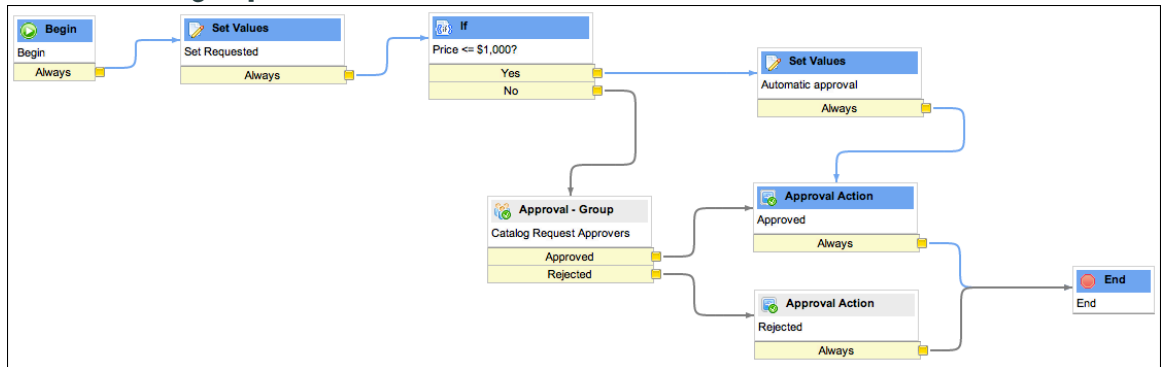 Begin
Begin
Always
Set Values
Set Requested
Always
If
Price <= $1,000?
Yes
No
Set Values
Automatic approval
Always
Approval - Group
Catalog Request Approvers
Approved
Rejected
Approval Action
Approved
Always
Approval Action
Rejected
Always
End
End